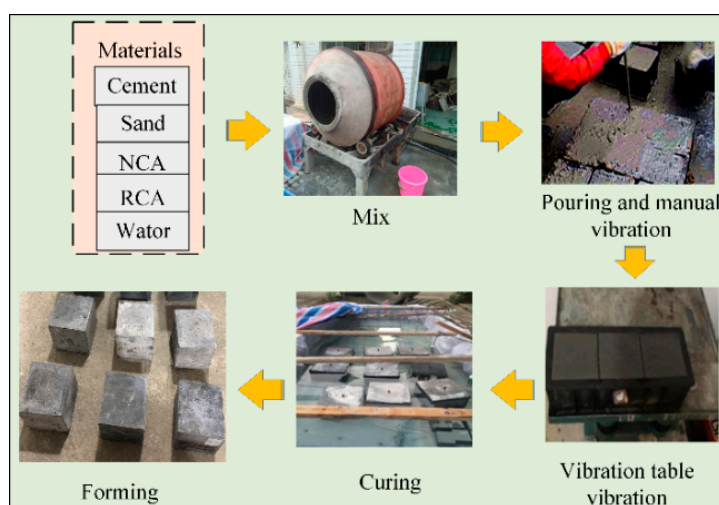 Materials
Cement
Sand
NCA
RCA
Wator
Mix
Pouring and manual
vibration
Vibration table
vibration
Curing
Forming